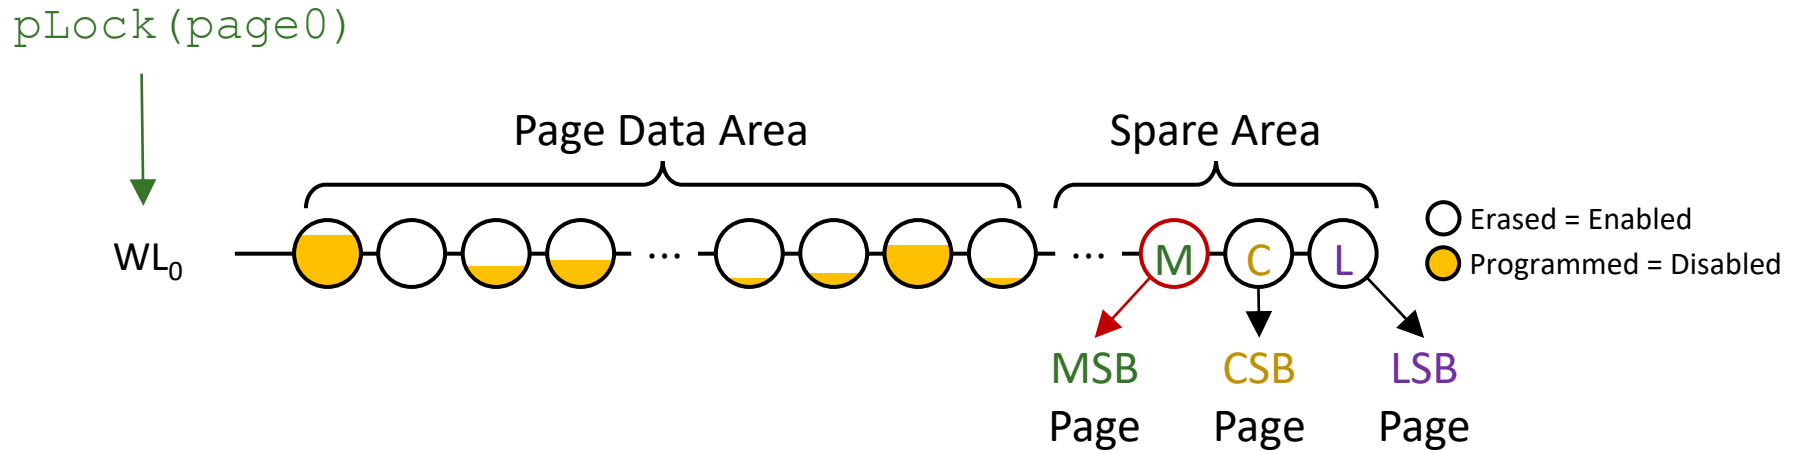 pLock(page0)
Page Data Area
Spare Area
WL0
...
...
M
C
L
Erased = Enabled
Programmed = Disabled
MSB
Page
CSB
Page
LSB
Page